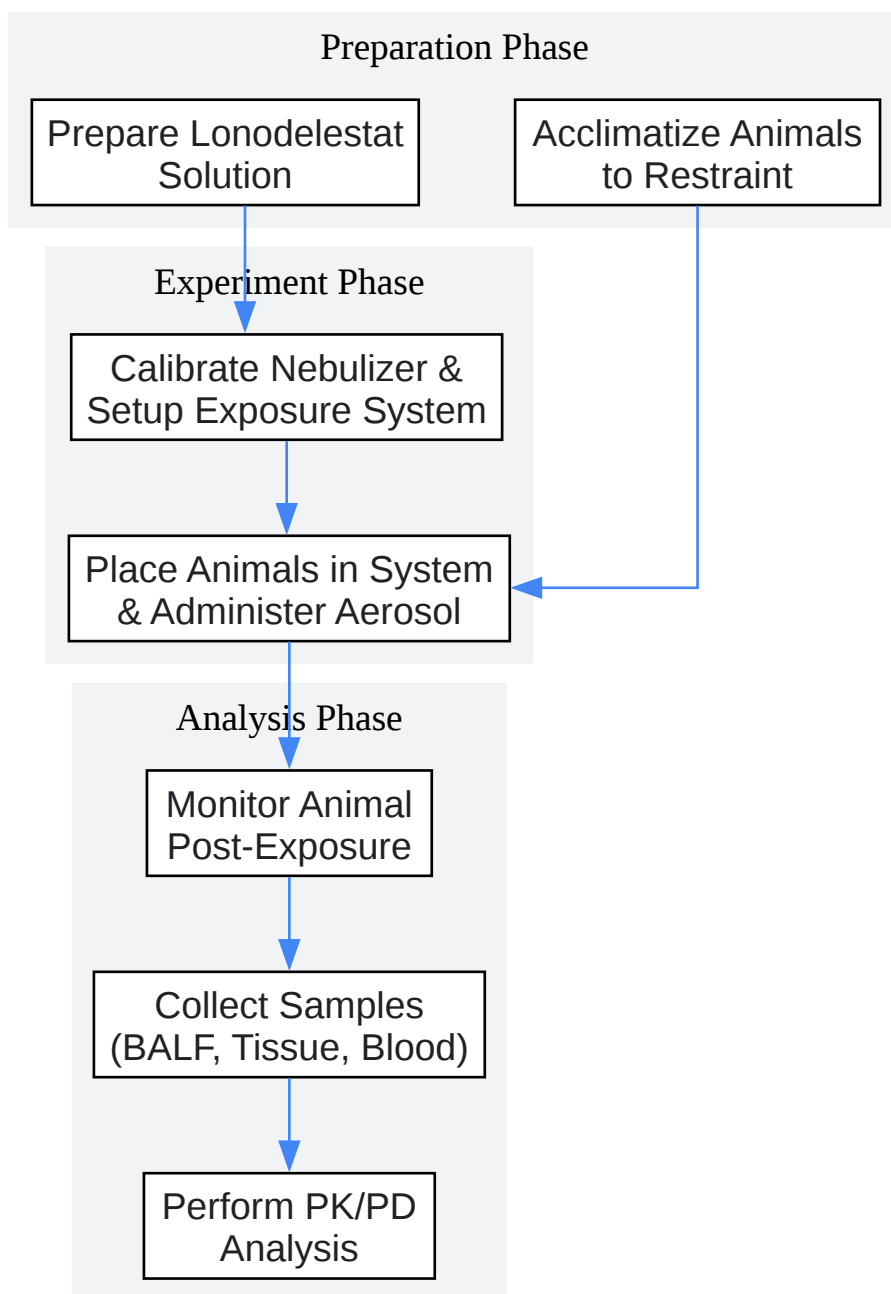 Preparation Phase
Prepare Lonodelestat
Solution
Acclimatize Animals
to Restraint
Experiment Phase
Calibrate Nebulizer &
Setup Exposure System
Place Animals in System
& Administer Aerosol
Analysis Phase
Monitor Animal
Post-Exposure
Collect Samples
(BALF, Tissue, Blood)
Perform PK/PD
Analysis